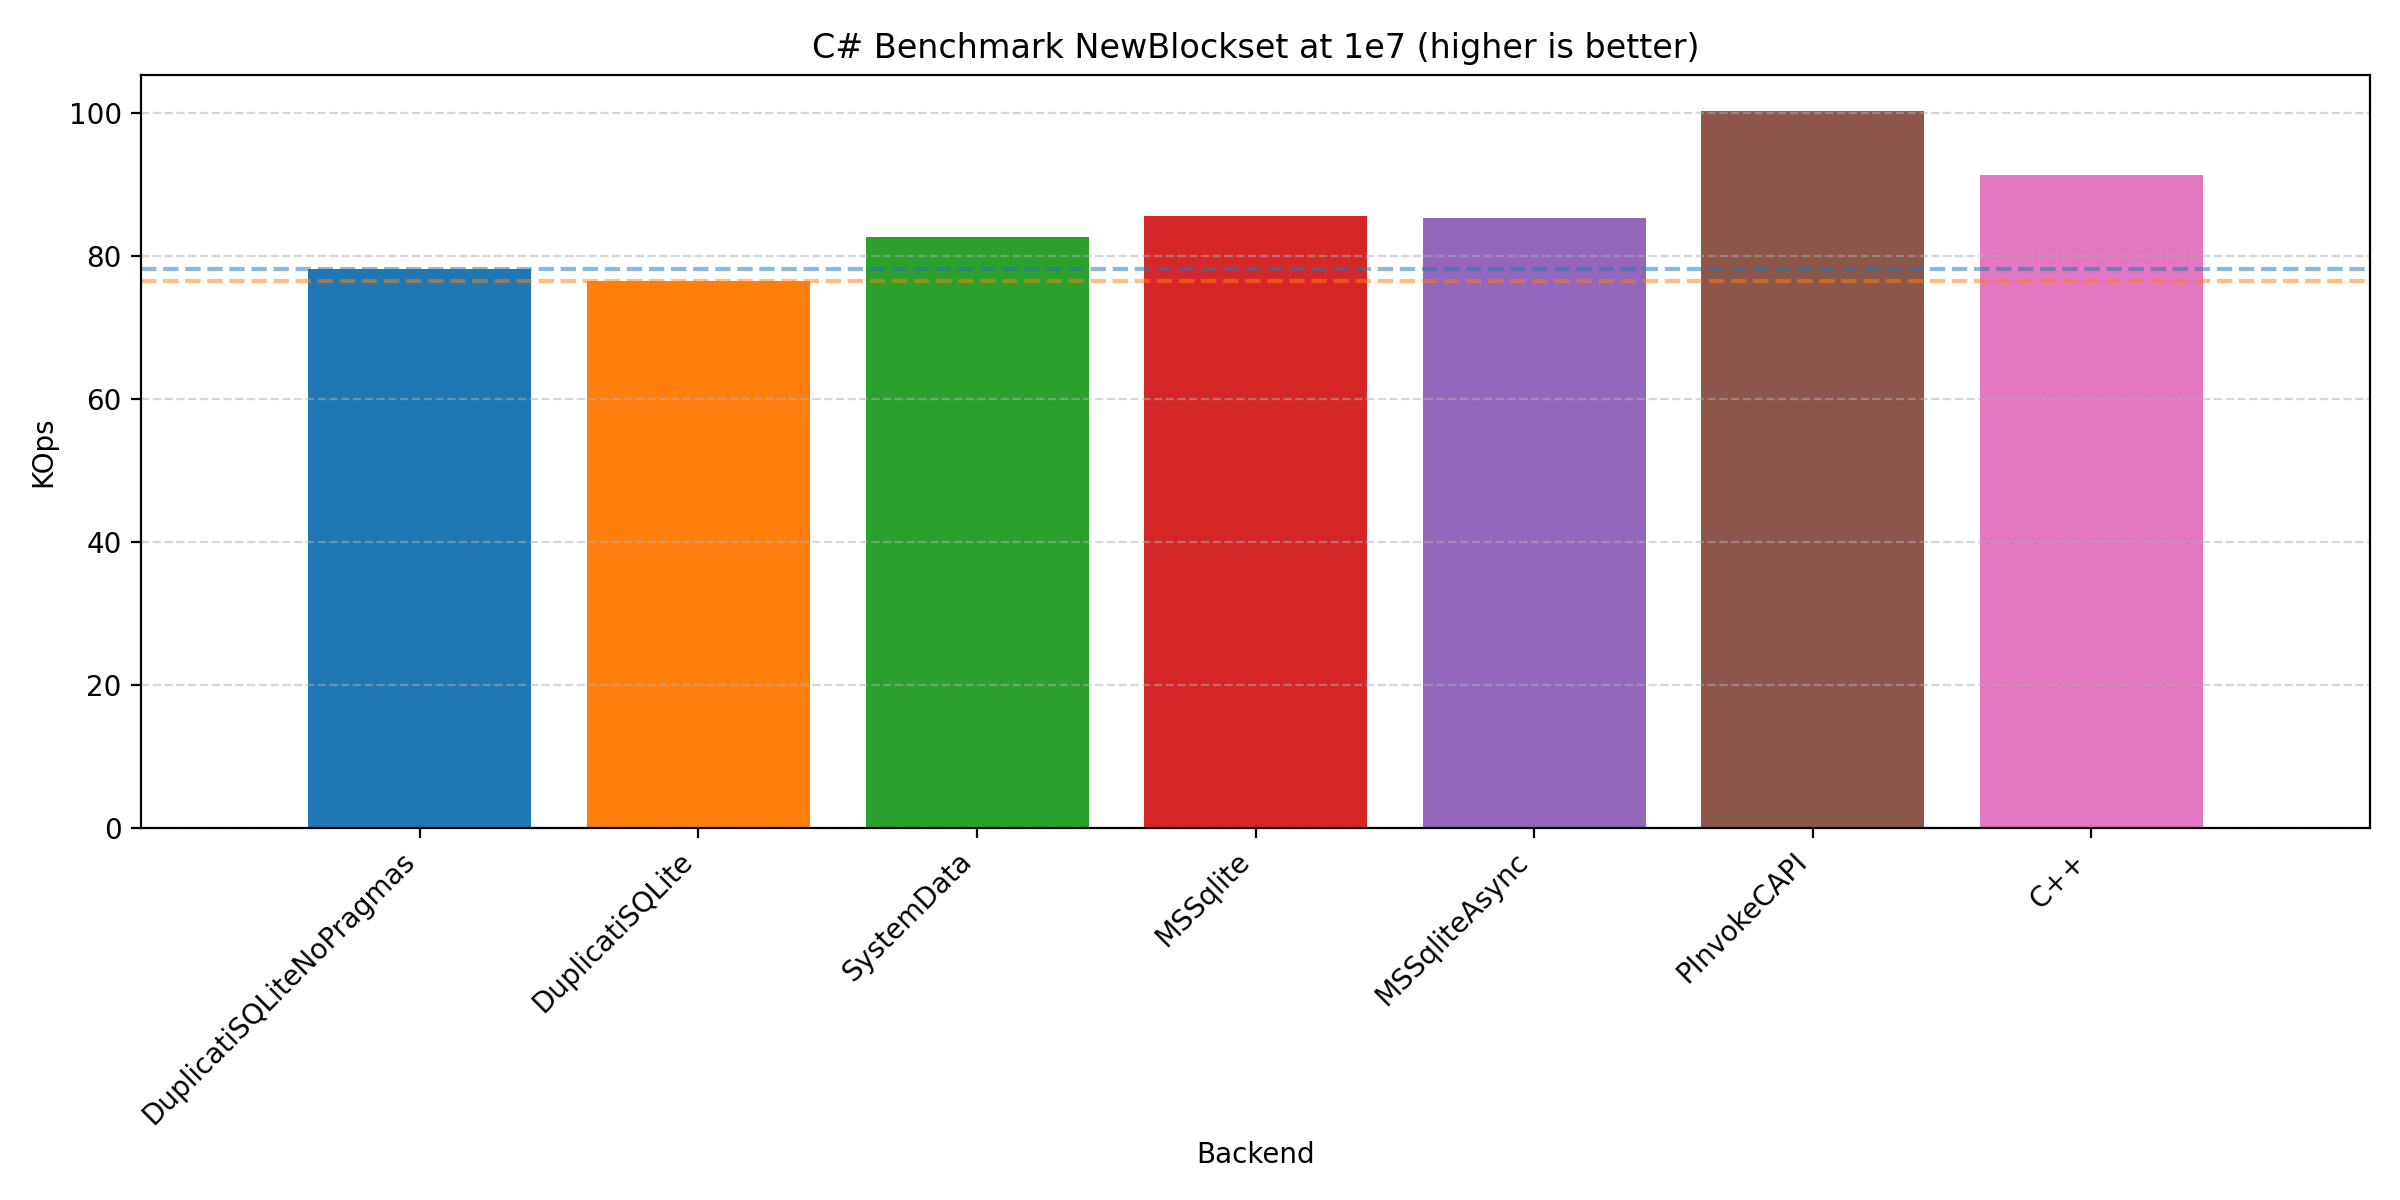 C# Benchmark NewBlockset at 1e7 (higher is better)
100
80
60
40
20
0
KOps
DuplicatiSQLiteNoPragmas
DuplicatiSQLite
SystemData
MSSqlite
MSSqliteAsync
PInvokeCAPI
C++
Backend